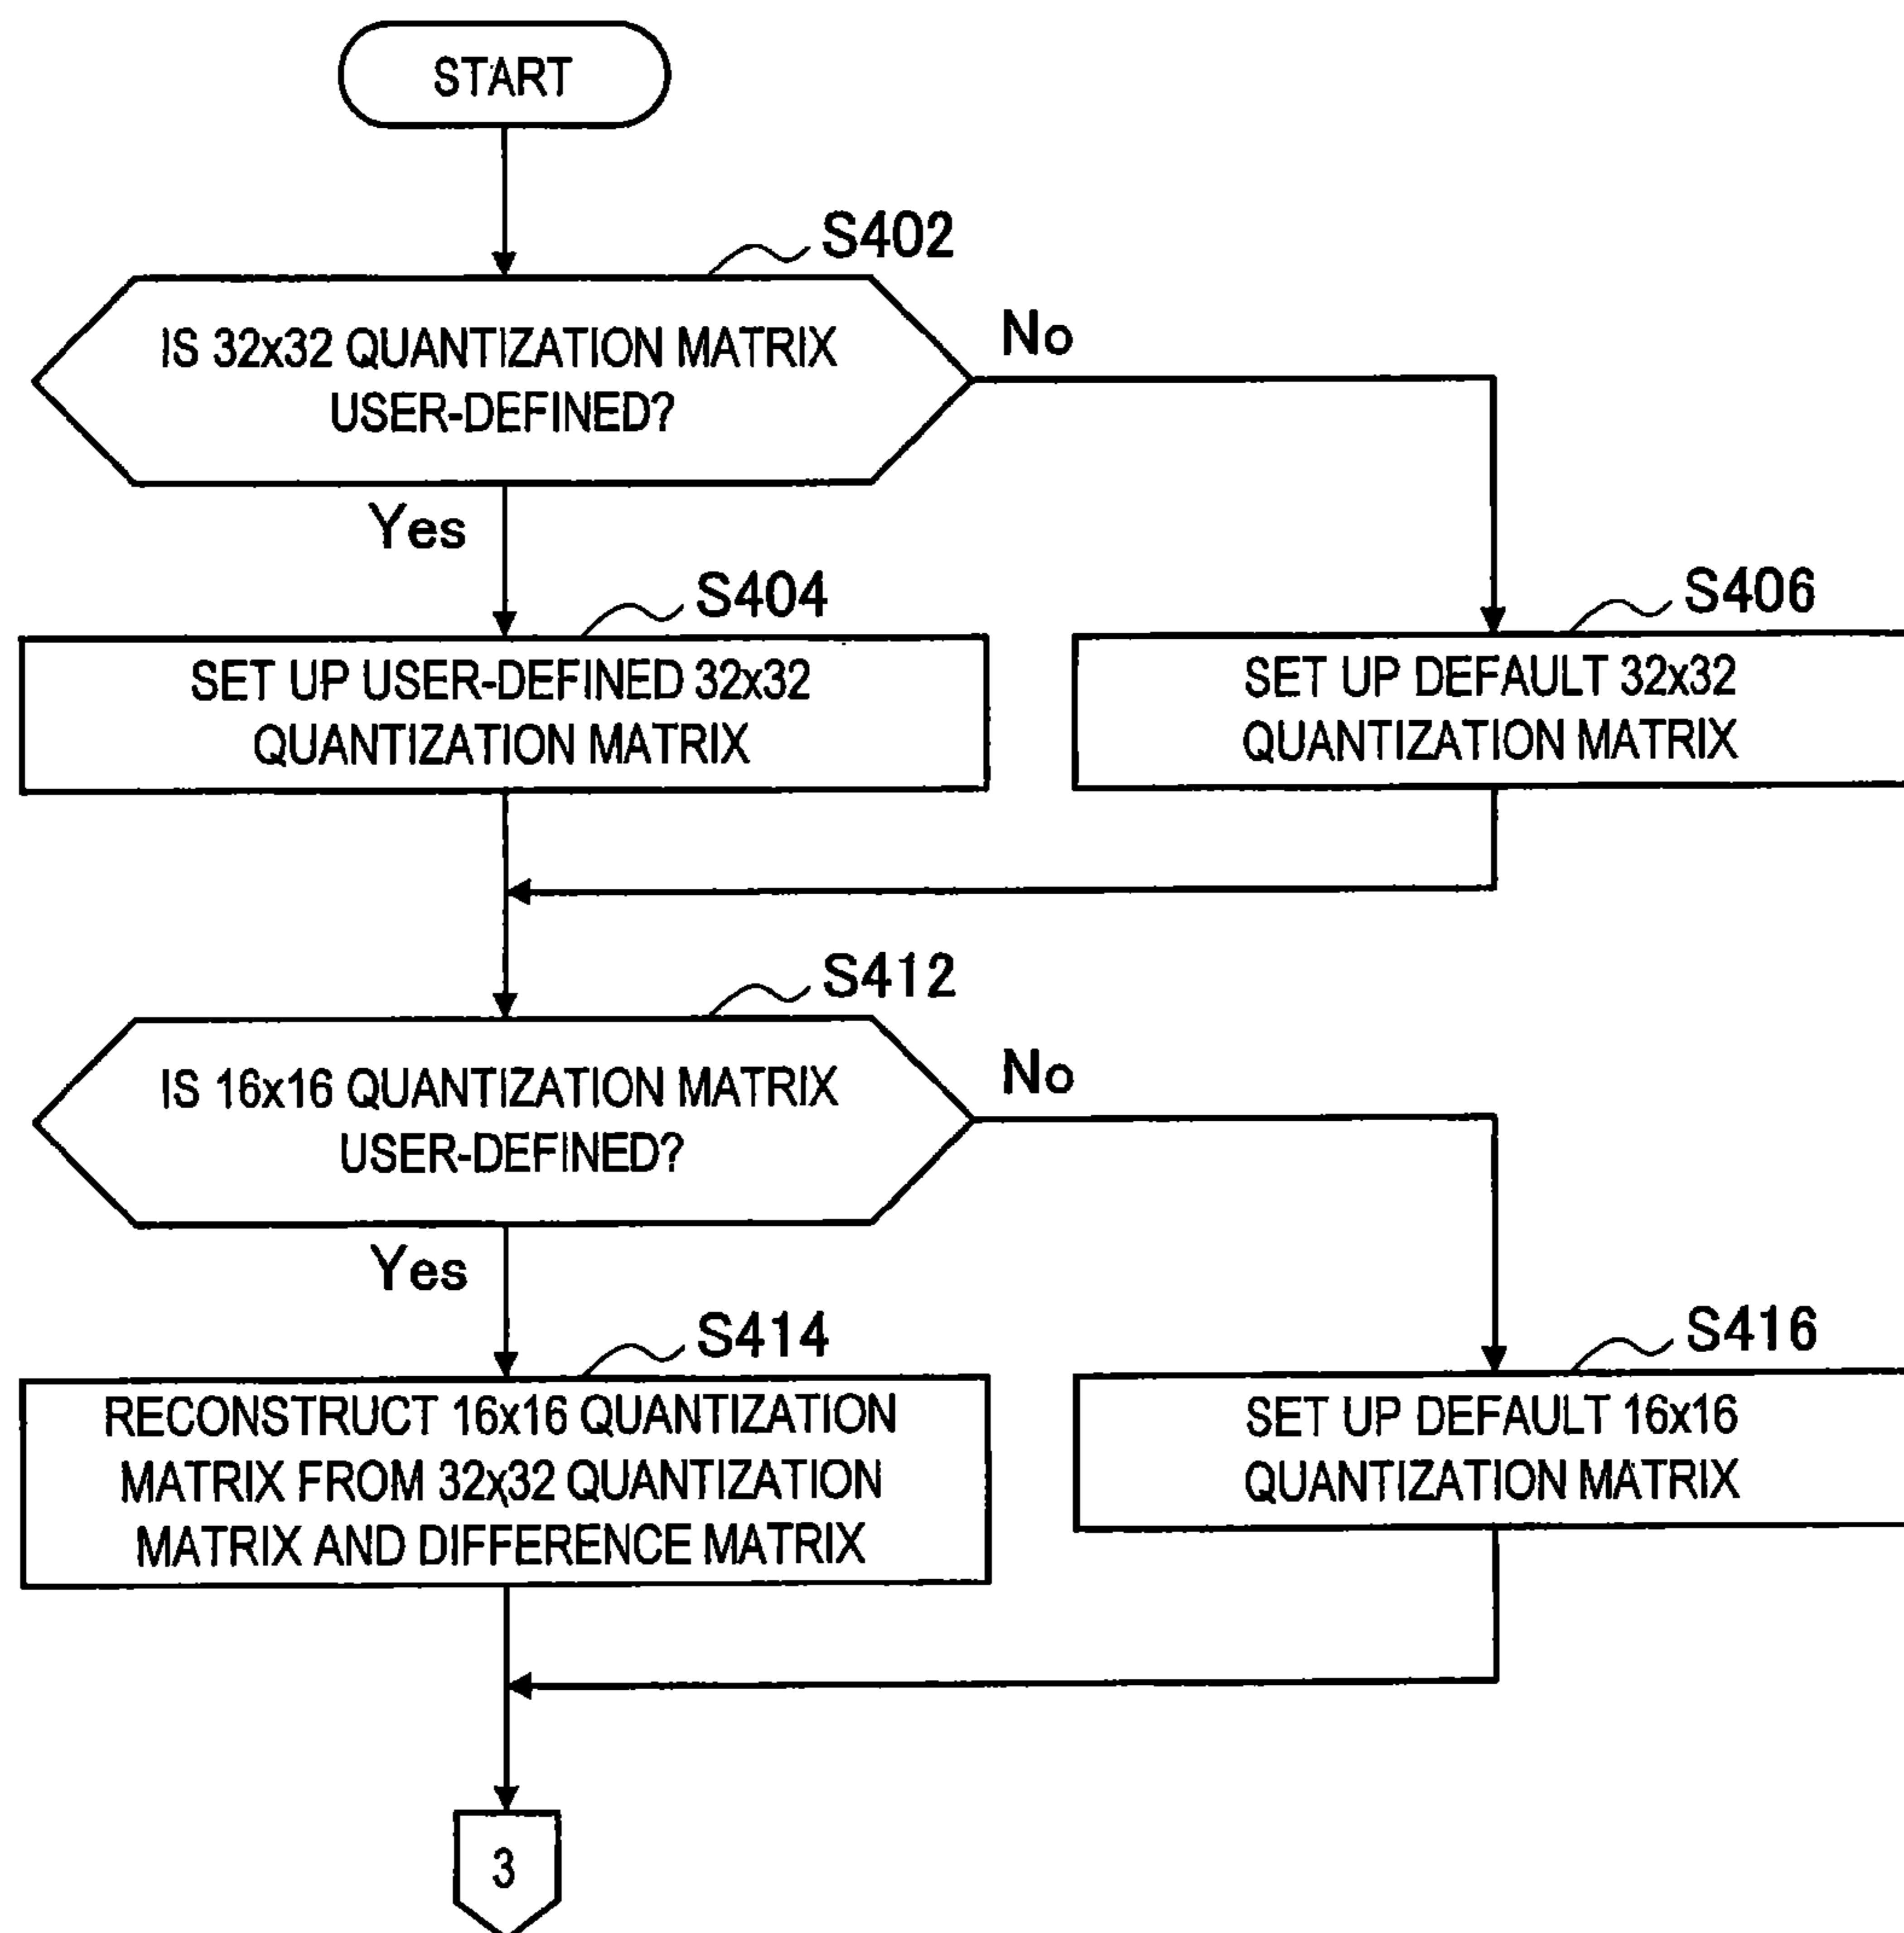 START
S402
IS 32x32 QUANTIZATION MATRIX
USER-DEFINED?
No
Yes
S404
SET UP USER-DEFINED 32x32
QUANTIZATION MATRIX
S406
SET UP DEFAULT 32x32
QUANTIZATION MATRIX
S412
IS 16x16 QUANTIZATION MATRIX
USER-DEFINED?
No
Yes
S414
RECONSTRUCT 16x16 QUANTIZATION
MATRIX FROM 32x32 QUANTIZATION
MATRIX AND DIFFERENCE MATRIX
S416
SET UP DEFAULT 16x16
QUANTIZATION MATRIX
3